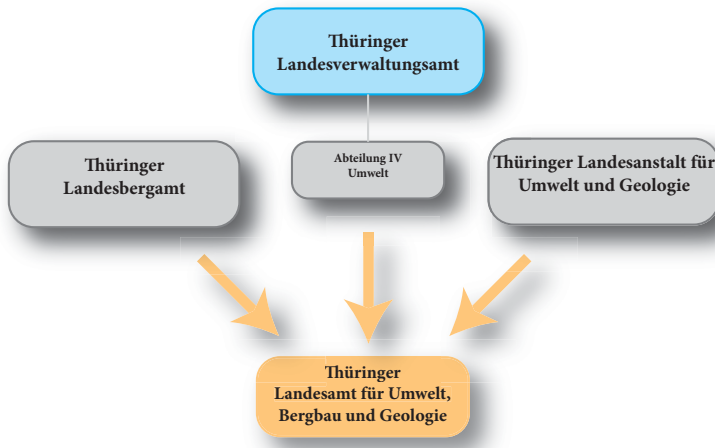 Thüringer
Landesverwaltungsamt
Thüringer
Landesbergamt
Abteilung IV
Umwelt
Thüringer Landesanstalt für
Umwelt und Geologie
Thüringer
Landesamt für Umwelt,
Bergbau und Geologie